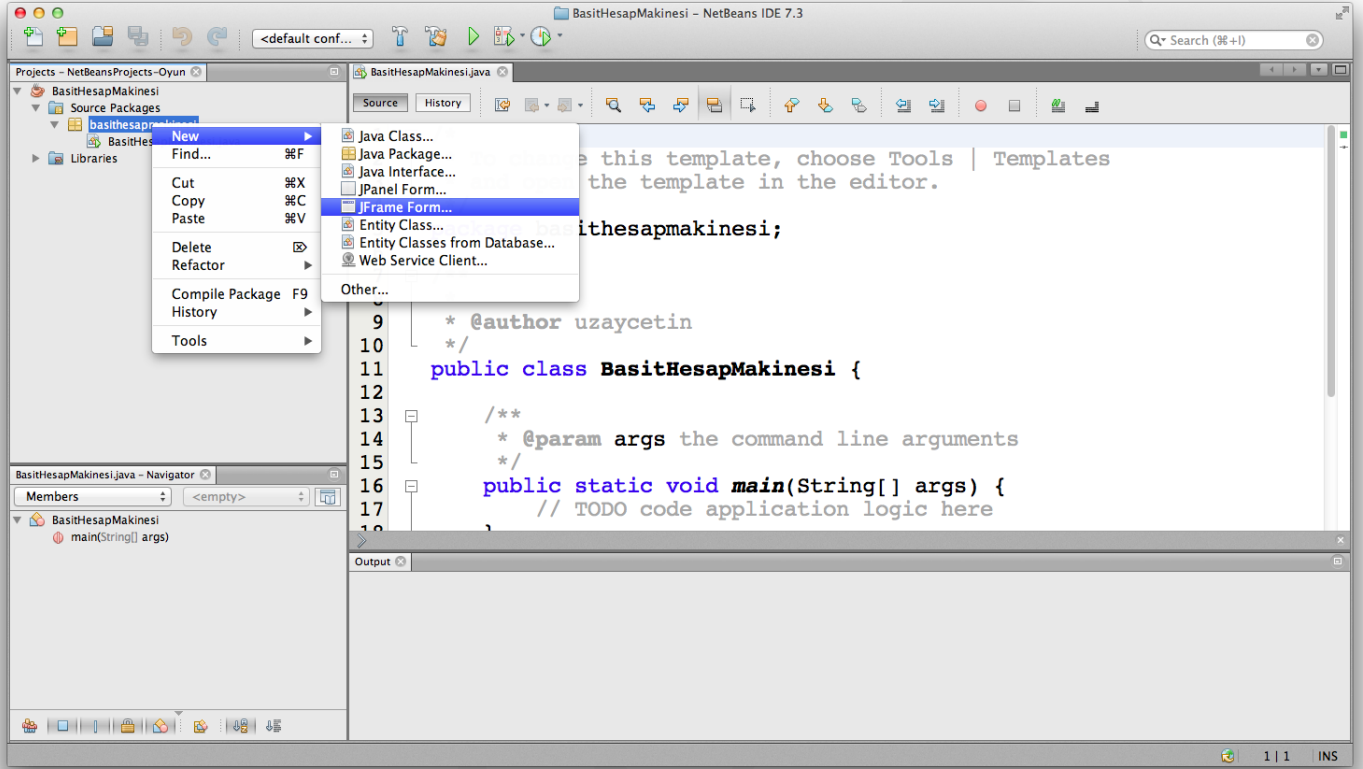 BasitHesapMakinesi – NetBeans IDE 7.3
<default conf...
Search (⌘+I)
Projects – NetBeansProjects-Oyun
BasitHesapMakinesi
Source Packages
basithesapmakinesi
BasitHes
Libraries
New
Find... ⌘F
Cut ⌘X
Copy ⌘C
Paste ⌘V
Delete ⌦
Refactor
Compile Package F9
History
Tools
Java Class...
Java Package...
Java Interface...
JPanel Form...
JFrame Form...
Entity Class...
Entity Classes from Database...
Web Service Client...
Other...
BasitHesapMakinesi.java
Source
History
this template, choose Tools | Templates
the template in the editor.
basithesapmakinesi;
8
9 * @author uzaycetin
10 */
11 public class BasitHesapMakinesi {
12
13 /**
14 * @param args the command line arguments
15 */
16 public static void main(String[] args) {
17 // TODO code application logic here
18 }
BasitHesapMakinesi.java – Navigator
Members
<empty>
BasitHesapMakinesi
main(String[] args)
Output
1 | 1 INS